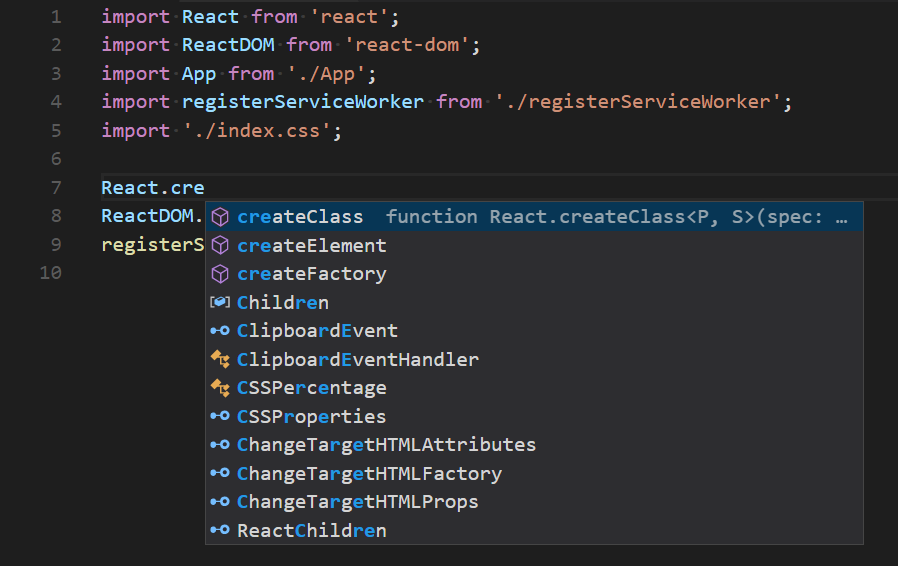 1 import React from 'react';
2 import ReactDOM from 'react-dom';
3 import App from './App';
4 import registerServiceWorker from './registerServiceWorker';
5 import './index.css';
6
7 React.cre
8 ReactDOM.
createClass function React.createClass<P, S>(spec: …
9 registerS
createElement
10
createFactory
Children
ClipboardEvent
ClipboardEventHandler
CSSPercentage
CSSProperties
ChangeTargetHTMLAttributes
ChangeTargetHTMLFactory
ChangeTargetHTMLProps
ReactChildren